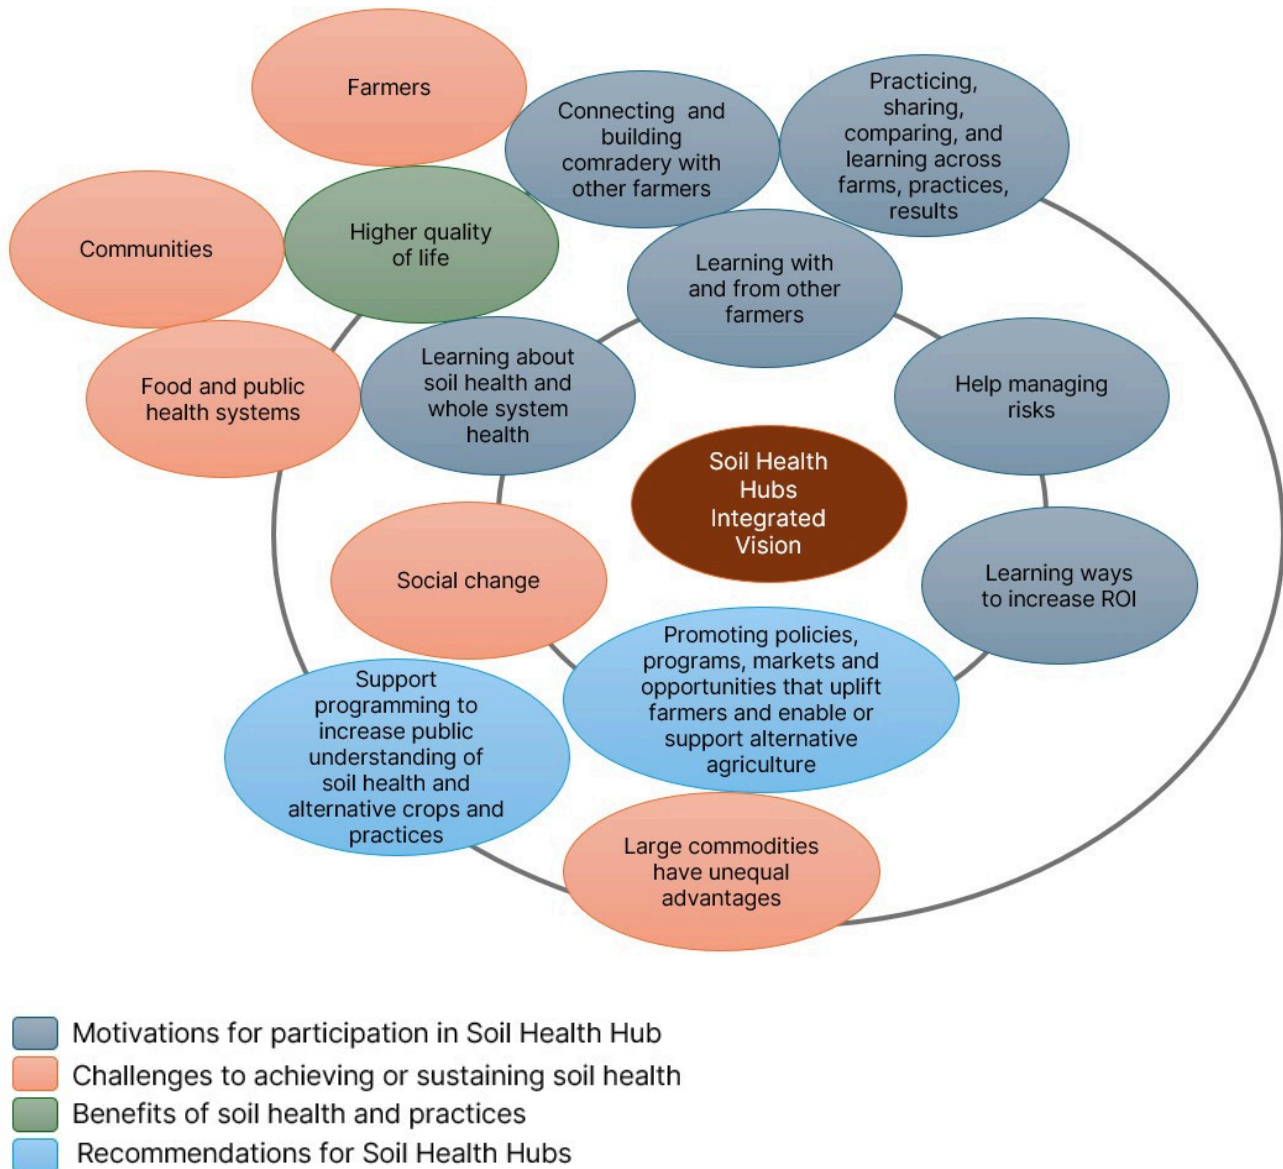 Farmers
Connecting and
building
comradery with
other farmers
Practicing,
sharing,
comparing, and
learning across
farms, practices,
results
Communities
Higher quality
of life
Learning with
and from other
farmers
Food and public
health systems
Learning about
soil health and
whole system
health
Help managing
risks
Soil Health
Hubs
Integrated
Vision
Social change
Learning ways
to increase ROI
Support
programming to
increase public
understanding of
soil health and
alternative crops and
practices
Promoting policies,
programs, markets and
opportunities that uplift
farmers and enable or
support alternative
agriculture
Large commodities
have unequal
advantages
Motivations for participation in Soil Health Hub
Challenges to achieving or sustaining soil health
Benefits of soil health and practices
Recommendations for Soil Health Hubs